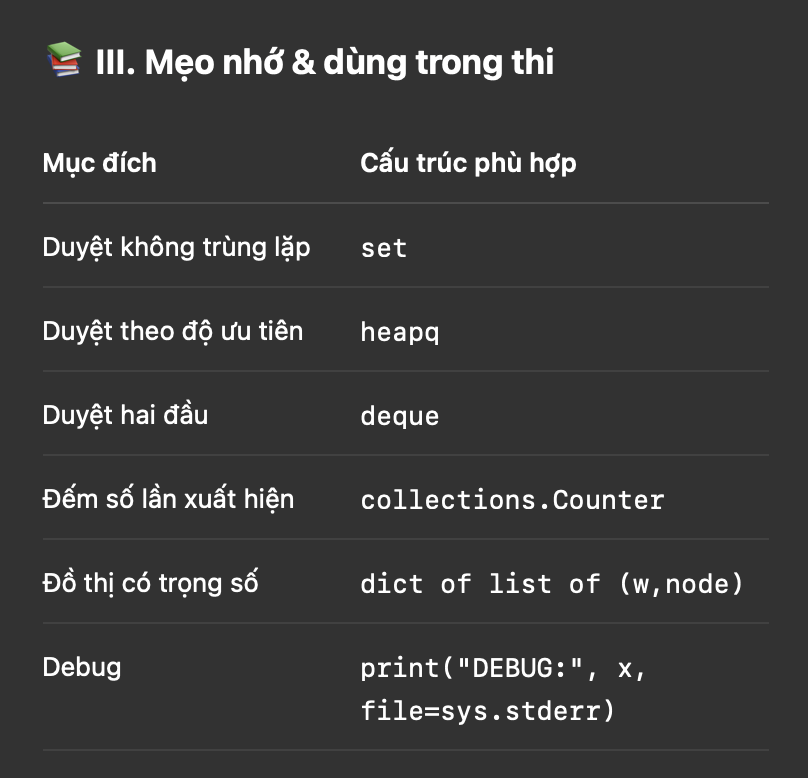 📚 III. Mẹo nhớ & dùng trong thi
Mục đích Cấu trúc phù hợp
Duyệt không trùng lặp set
Duyệt theo độ ưu tiên heapq
Duyệt hai đầu deque
Đếm số lần xuất hiện collections.Counter
Đồ thị có trọng số dict of list of (w,node)
Debug print("DEBUG:", x,
file=sys.stderr)